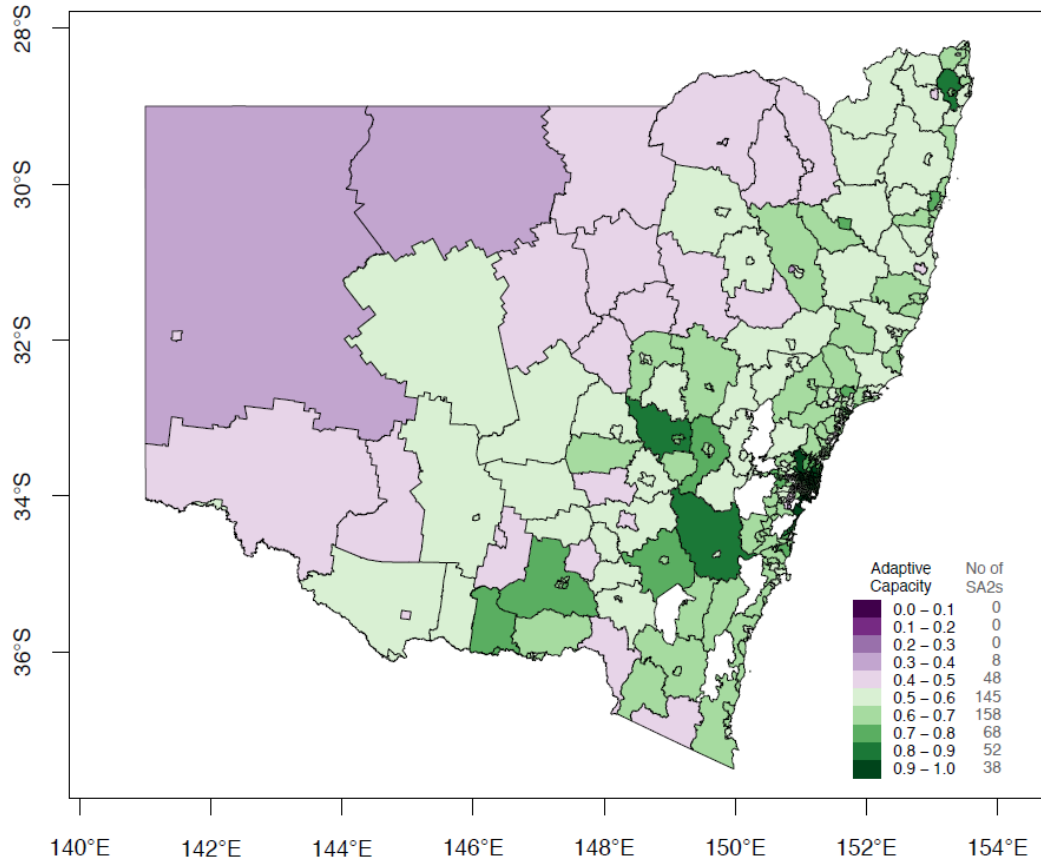 28°S
30°S
32°S
34°S
36°S
Adaptive Capacity No of SA2s
0.0 – 0.1 0
0.1 – 0.2 0
0.2 – 0.3 0
0.3 – 0.4 8
0.4 – 0.5 48
0.5 – 0.6 145
0.6 – 0.7 158
0.7 – 0.8 68
0.8 – 0.9 52
0.9 – 1.0 38
140°E 142°E 144°E 146°E 148°E 150°E 152°E 154°E